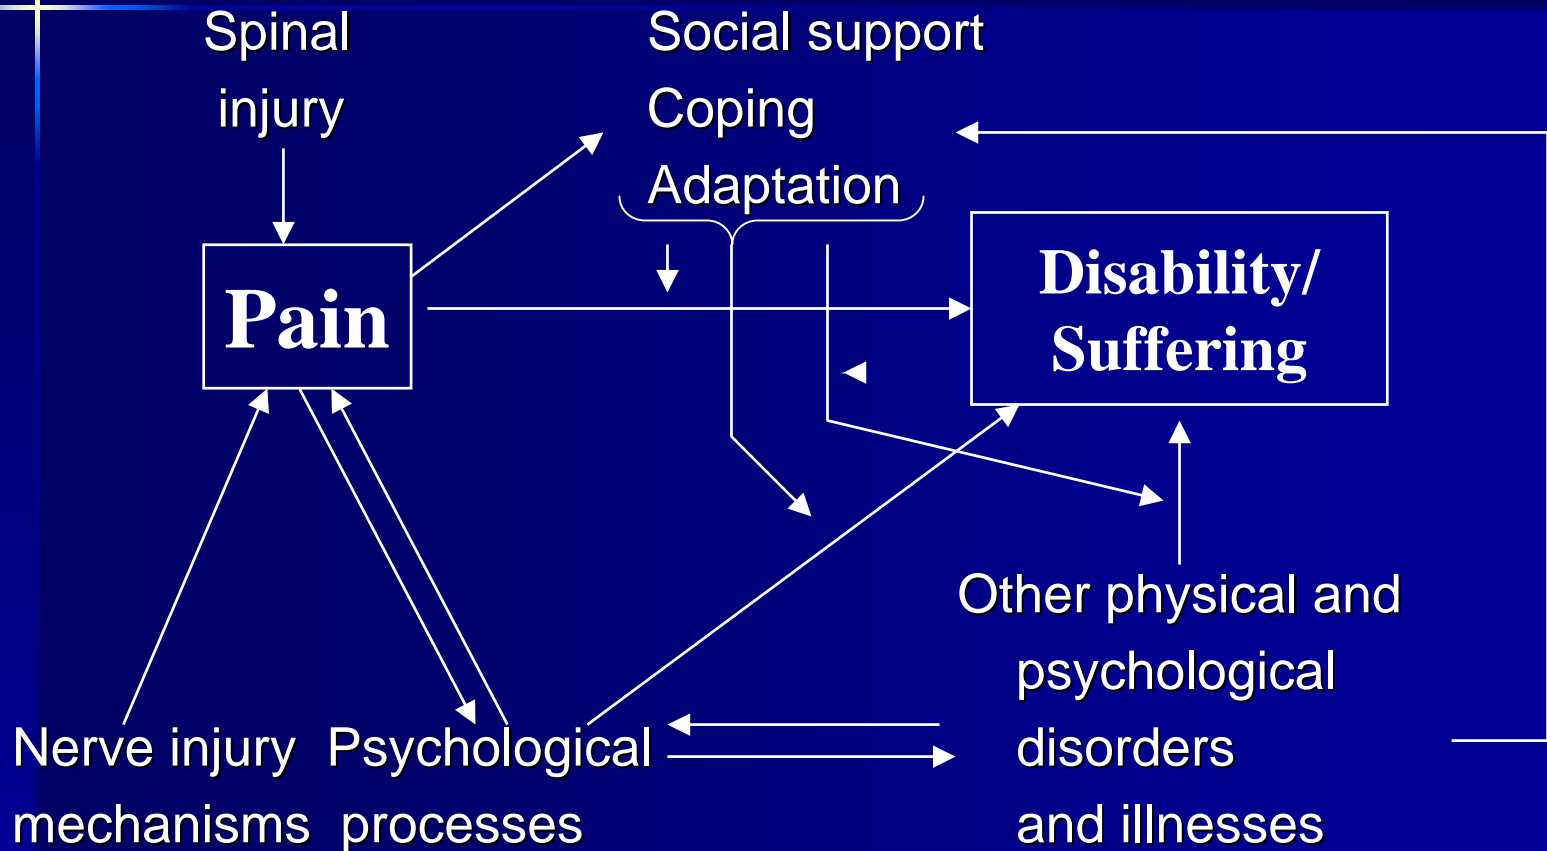 Spinal
injury
Social support
Coping
Adaptation
Pain
Disability/
Suffering
Nerve injury
mechanisms
Psychological
processes
Other physical and
psychological
disorders
and illnesses